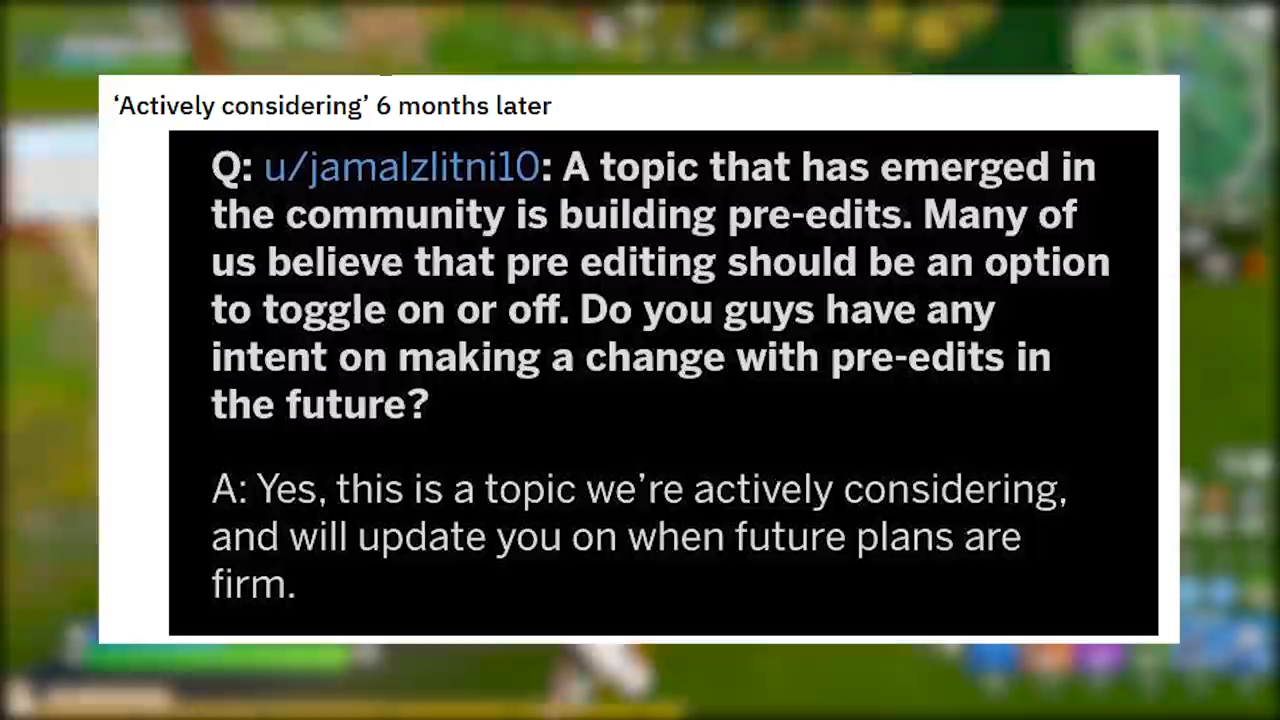 ‘Actively considering’ 6 months later
Q: u/jamalzlitni10: A topic that has emerged in
the community is building pre-edits. Many of
us believe that pre editing should be an option
to toggle on or off. Do you guys have any
intent on making a change with pre-edits in
the future?
A: Yes, this is a topic we’re actively considering,
and will update you on when future plans are
firm.